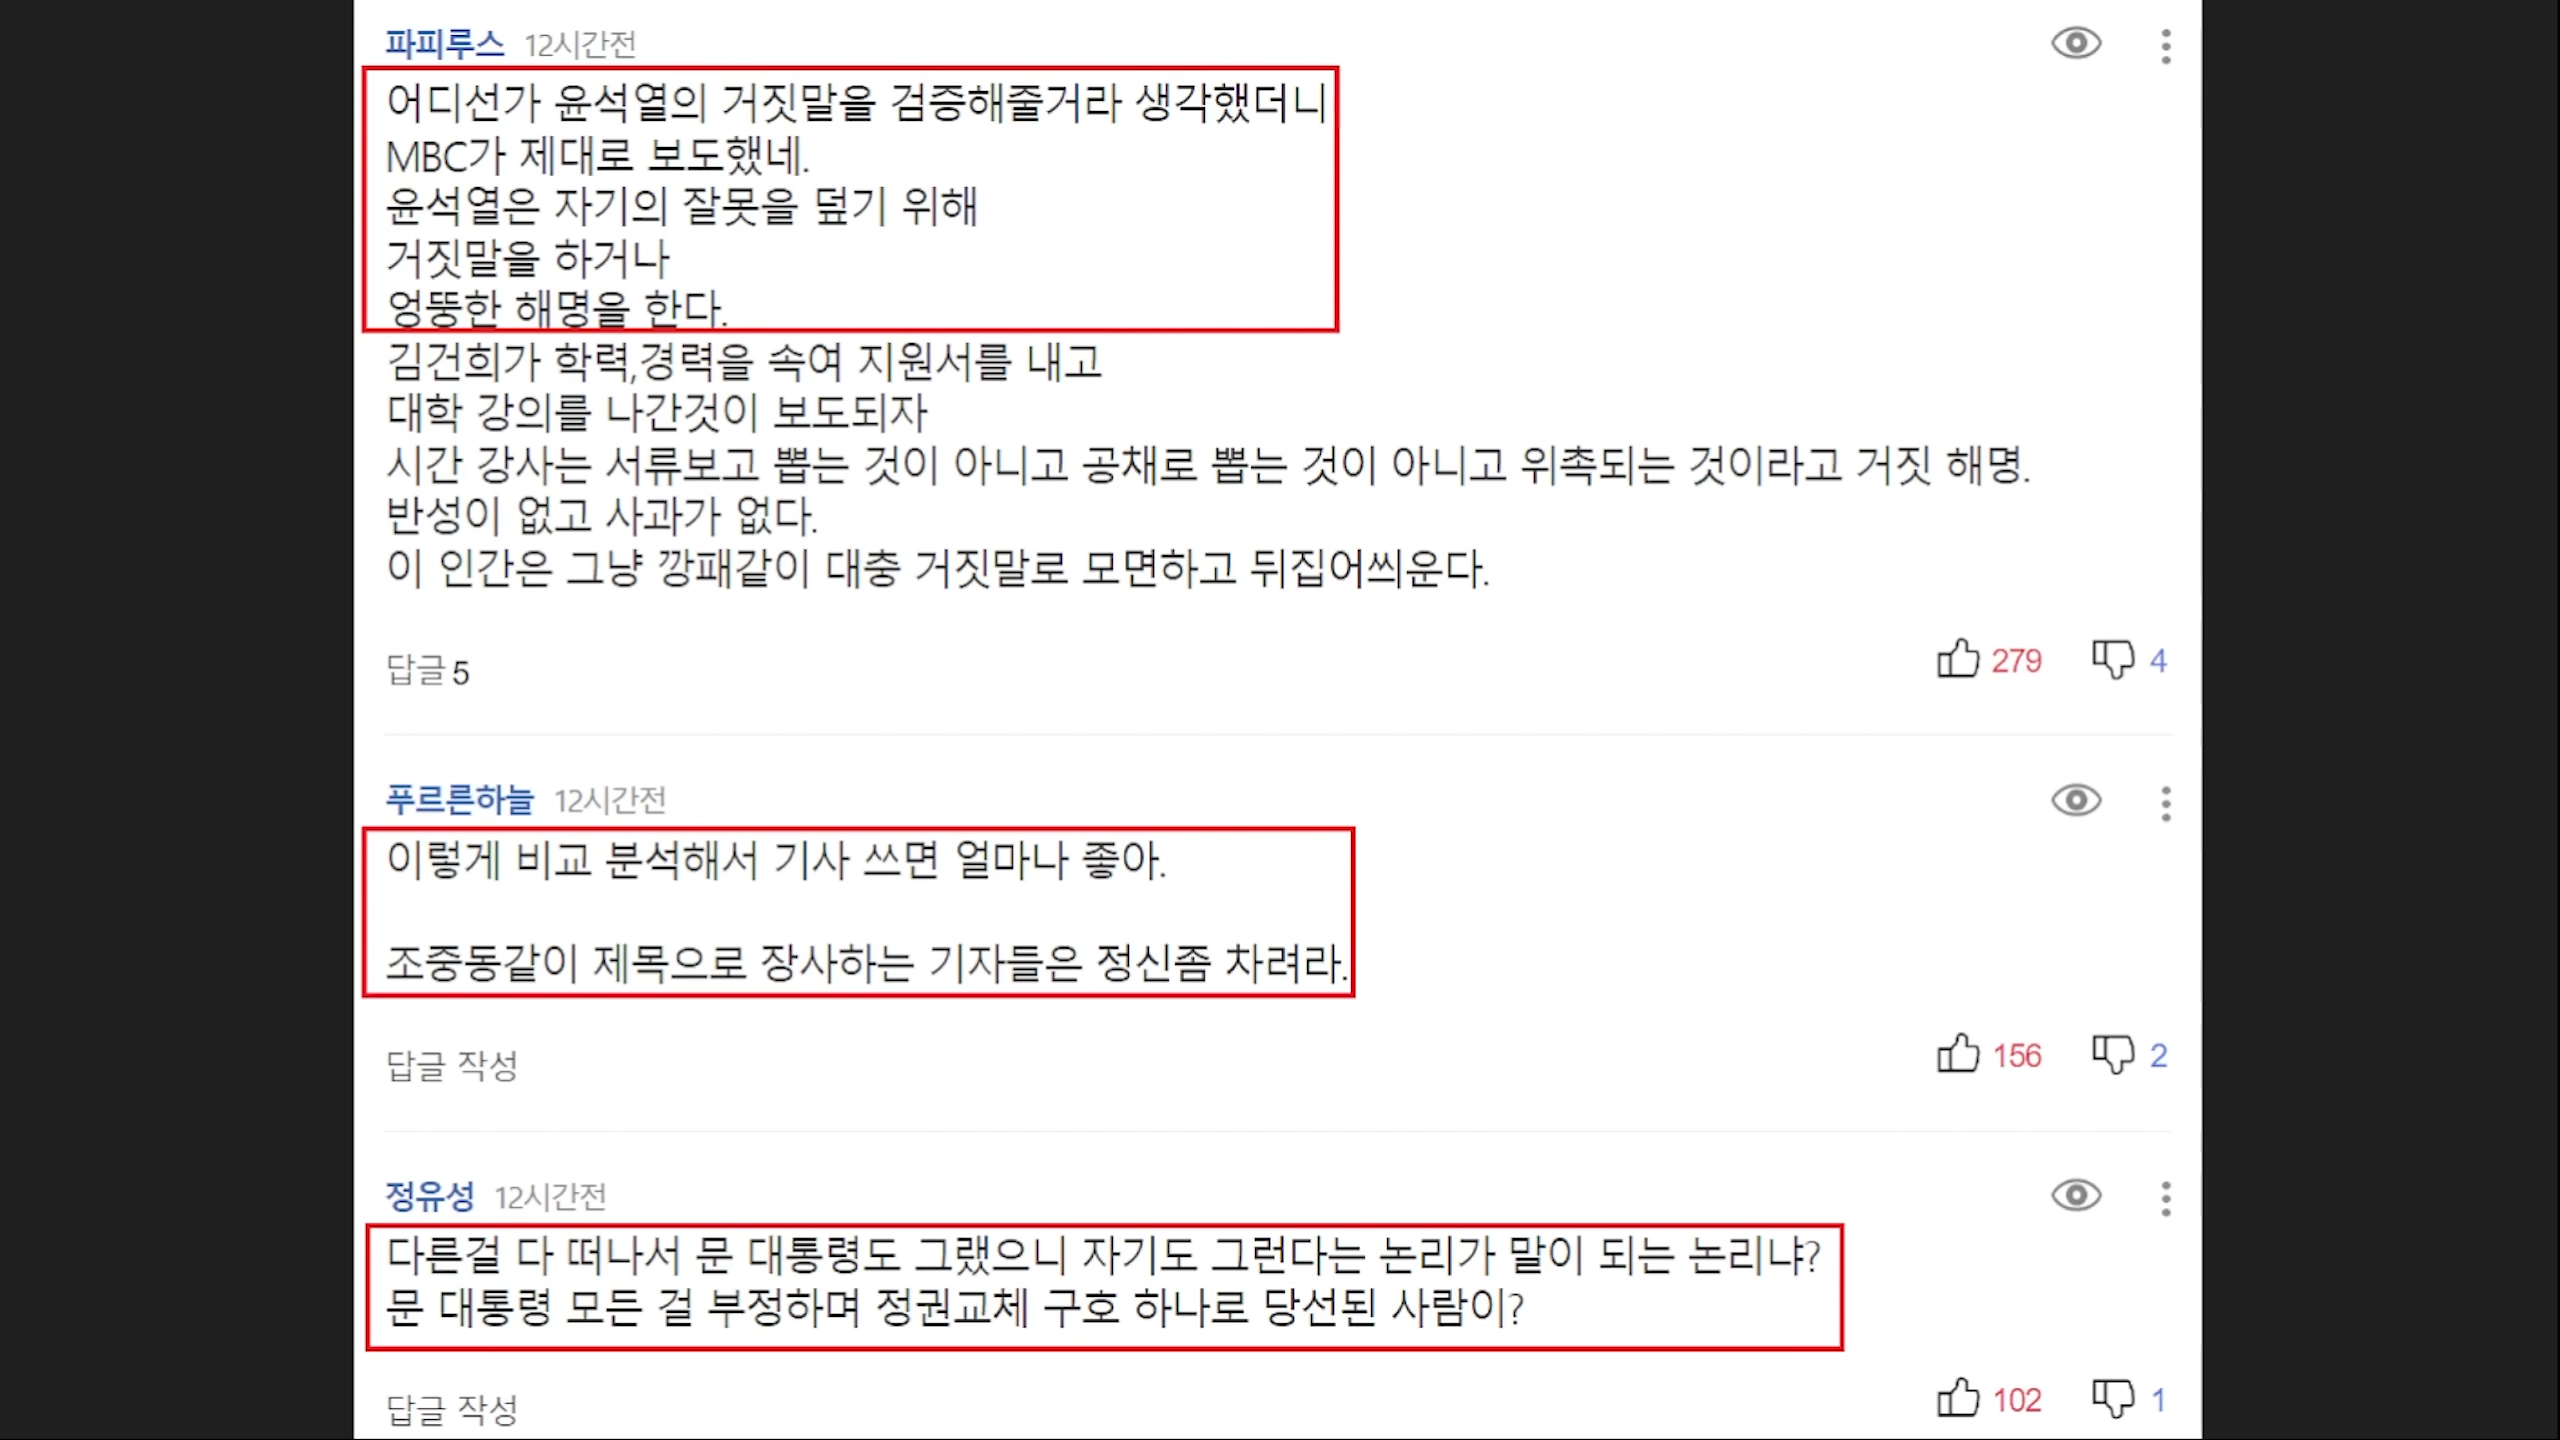 파피루스 12시간전
어디선가 윤석열의 거짓말을 검증해줄거라 생각했더니
MBC가 제대로 보도했네.
윤석열은 자기의 잘못을 덮기 위해
거짓말을 하거나
엉뚱한 해명을 한다.
김건희가 학력,경력을 속여 지원서를 내고
대학 강의를 나간것이 보도되자
시간 강사는 서류보고 뽑는 것이 아니고 공채로 뽑는 것이 아니고 위촉되는 것이라고 거짓 해명.
반성이 없고 사과가 없다.
이 인간은 그냥 깡패같이 대충 거짓말로 모면하고 뒤집어씌운다.
답글 5 279 4
푸르른하늘 12시간전
이렇게 비교 분석해서 기사 쓰면 얼마나 좋아.
조중동같이 제목으로 장사하는 기자들은 정신좀 차려라.
답글 작성 156 2
정유성 12시간전
다른걸 다 떠나서 문 대통령도 그랬으니 자기도 그런다는 논리가 말이 되는 논리냐?
문 대통령 모든 걸 부정하며 정권교체 구호 하나로 당선된 사람이?
답글 작성 102 1